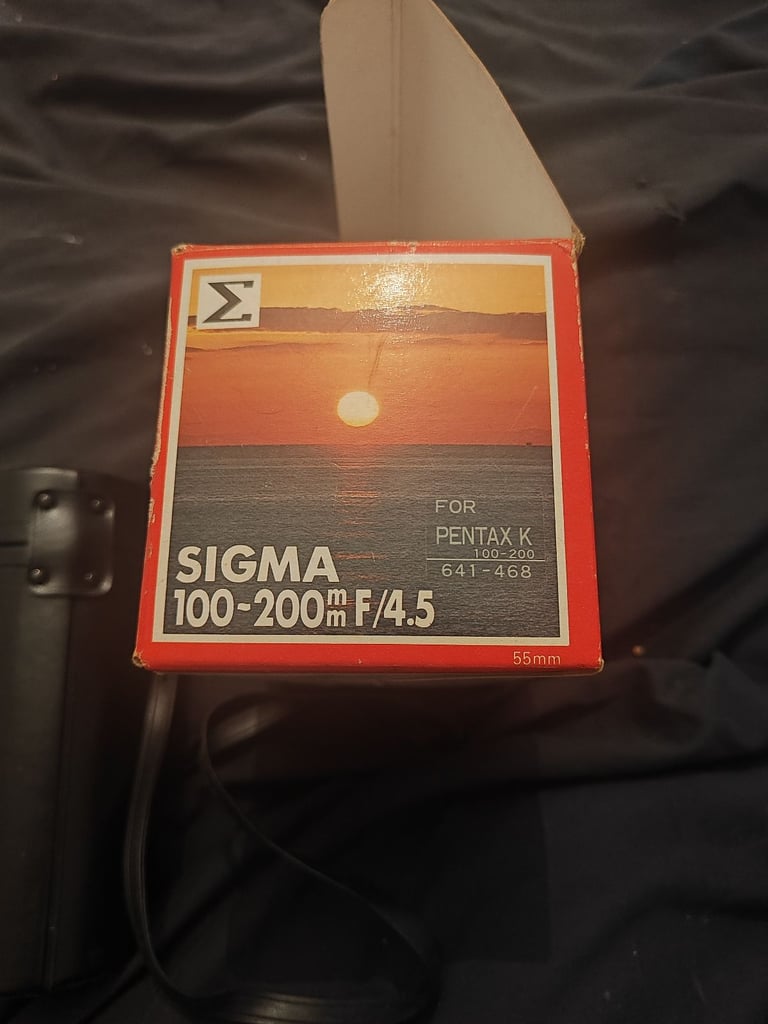 Σ
FOR
PENTAX K
100-200
641-468
SIGMA
100~200mm F/4.5
55mm